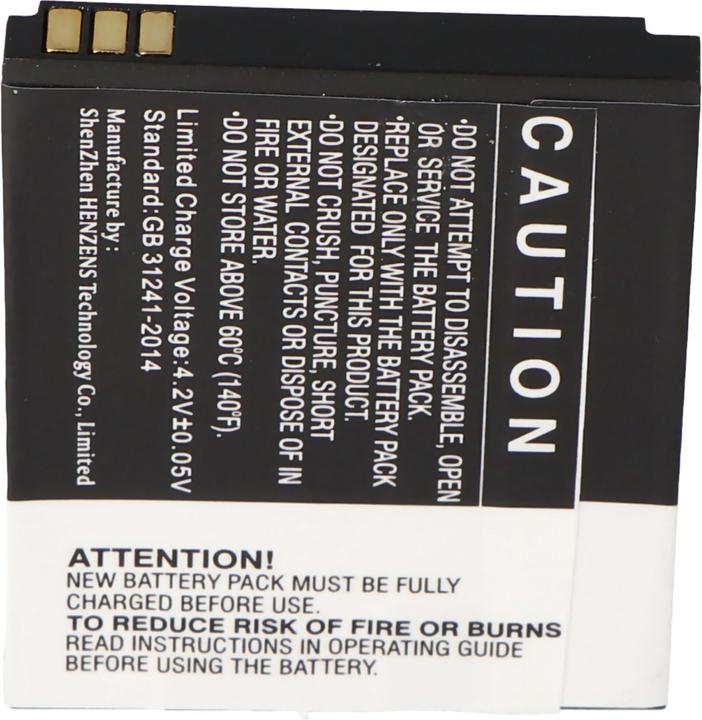 CAUTION
•DO NOT ATTEMPT TO DISASSEMBLE, OPEN
OR SERVICE THE BATTERY PACK.
•REPLACE ONLY WITH THE BATTERY PACK
DESIGNATED FOR THIS PRODUCT.
•DO NOT CRUSH, PUNCTURE, SHORT
EXTERNAL CONTACTS OR DISPOSE OF IN
FIRE OR WATER.
•DO NOT STORE ABOVE 60℃ (140℉).
Limited Charge Voltage:4.2V±0.05V
Standard:GB 31241-2014
Manufacture by:
ShenZhen HENZENS Technology Co., Limited
ATTENTION!
NEW BATTERY PACK MUST BE FULLY
CHARGED BEFORE USE.
TO REDUCE RISK OF FIRE OR BURNS
READ INSTRUCTIONS IN OPERATING GUIDE
BEFORE USING THE BATTERY.